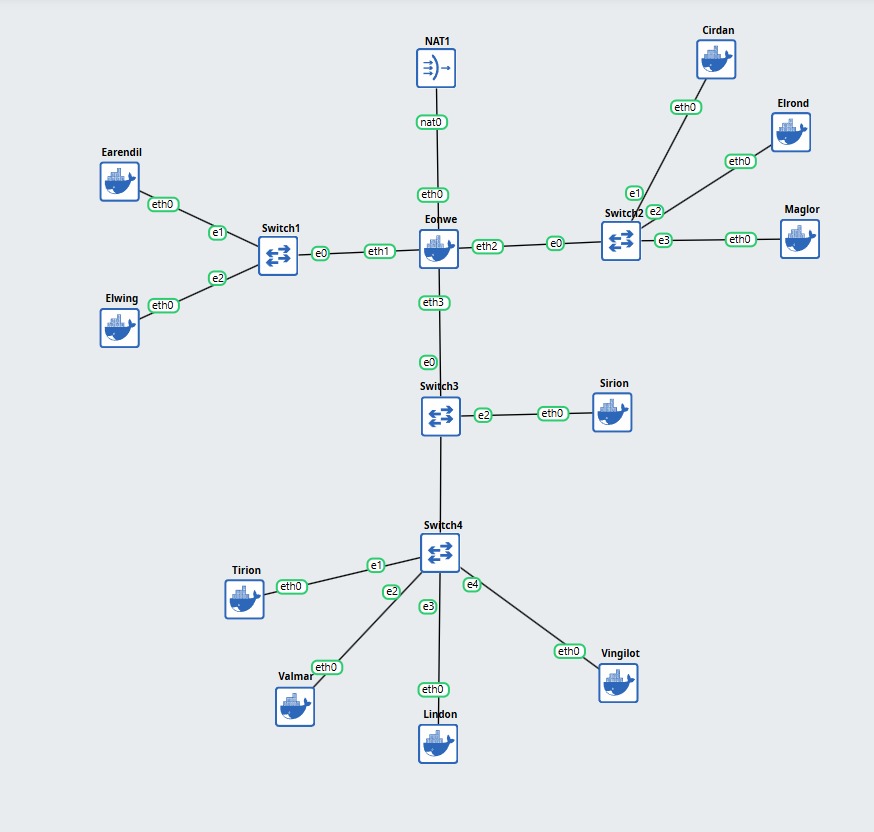 Cirdan
NAT1
eth0
nat0
Elrond
eth0
Earendil
eth0
e1
Switch1
e0
eth1
eth0
Eonwe
eth2
e0
e1
Switch2
e2
e3
eth0
Maglor
e2
eth0
Elwing
eth3
e0
Switch3
e2
eth0
Sirion
Switch4
e1
eth0
Tirion
e2
e3
e4
eth0
Valmar
eth0
Vingilot
eth0
Lindon